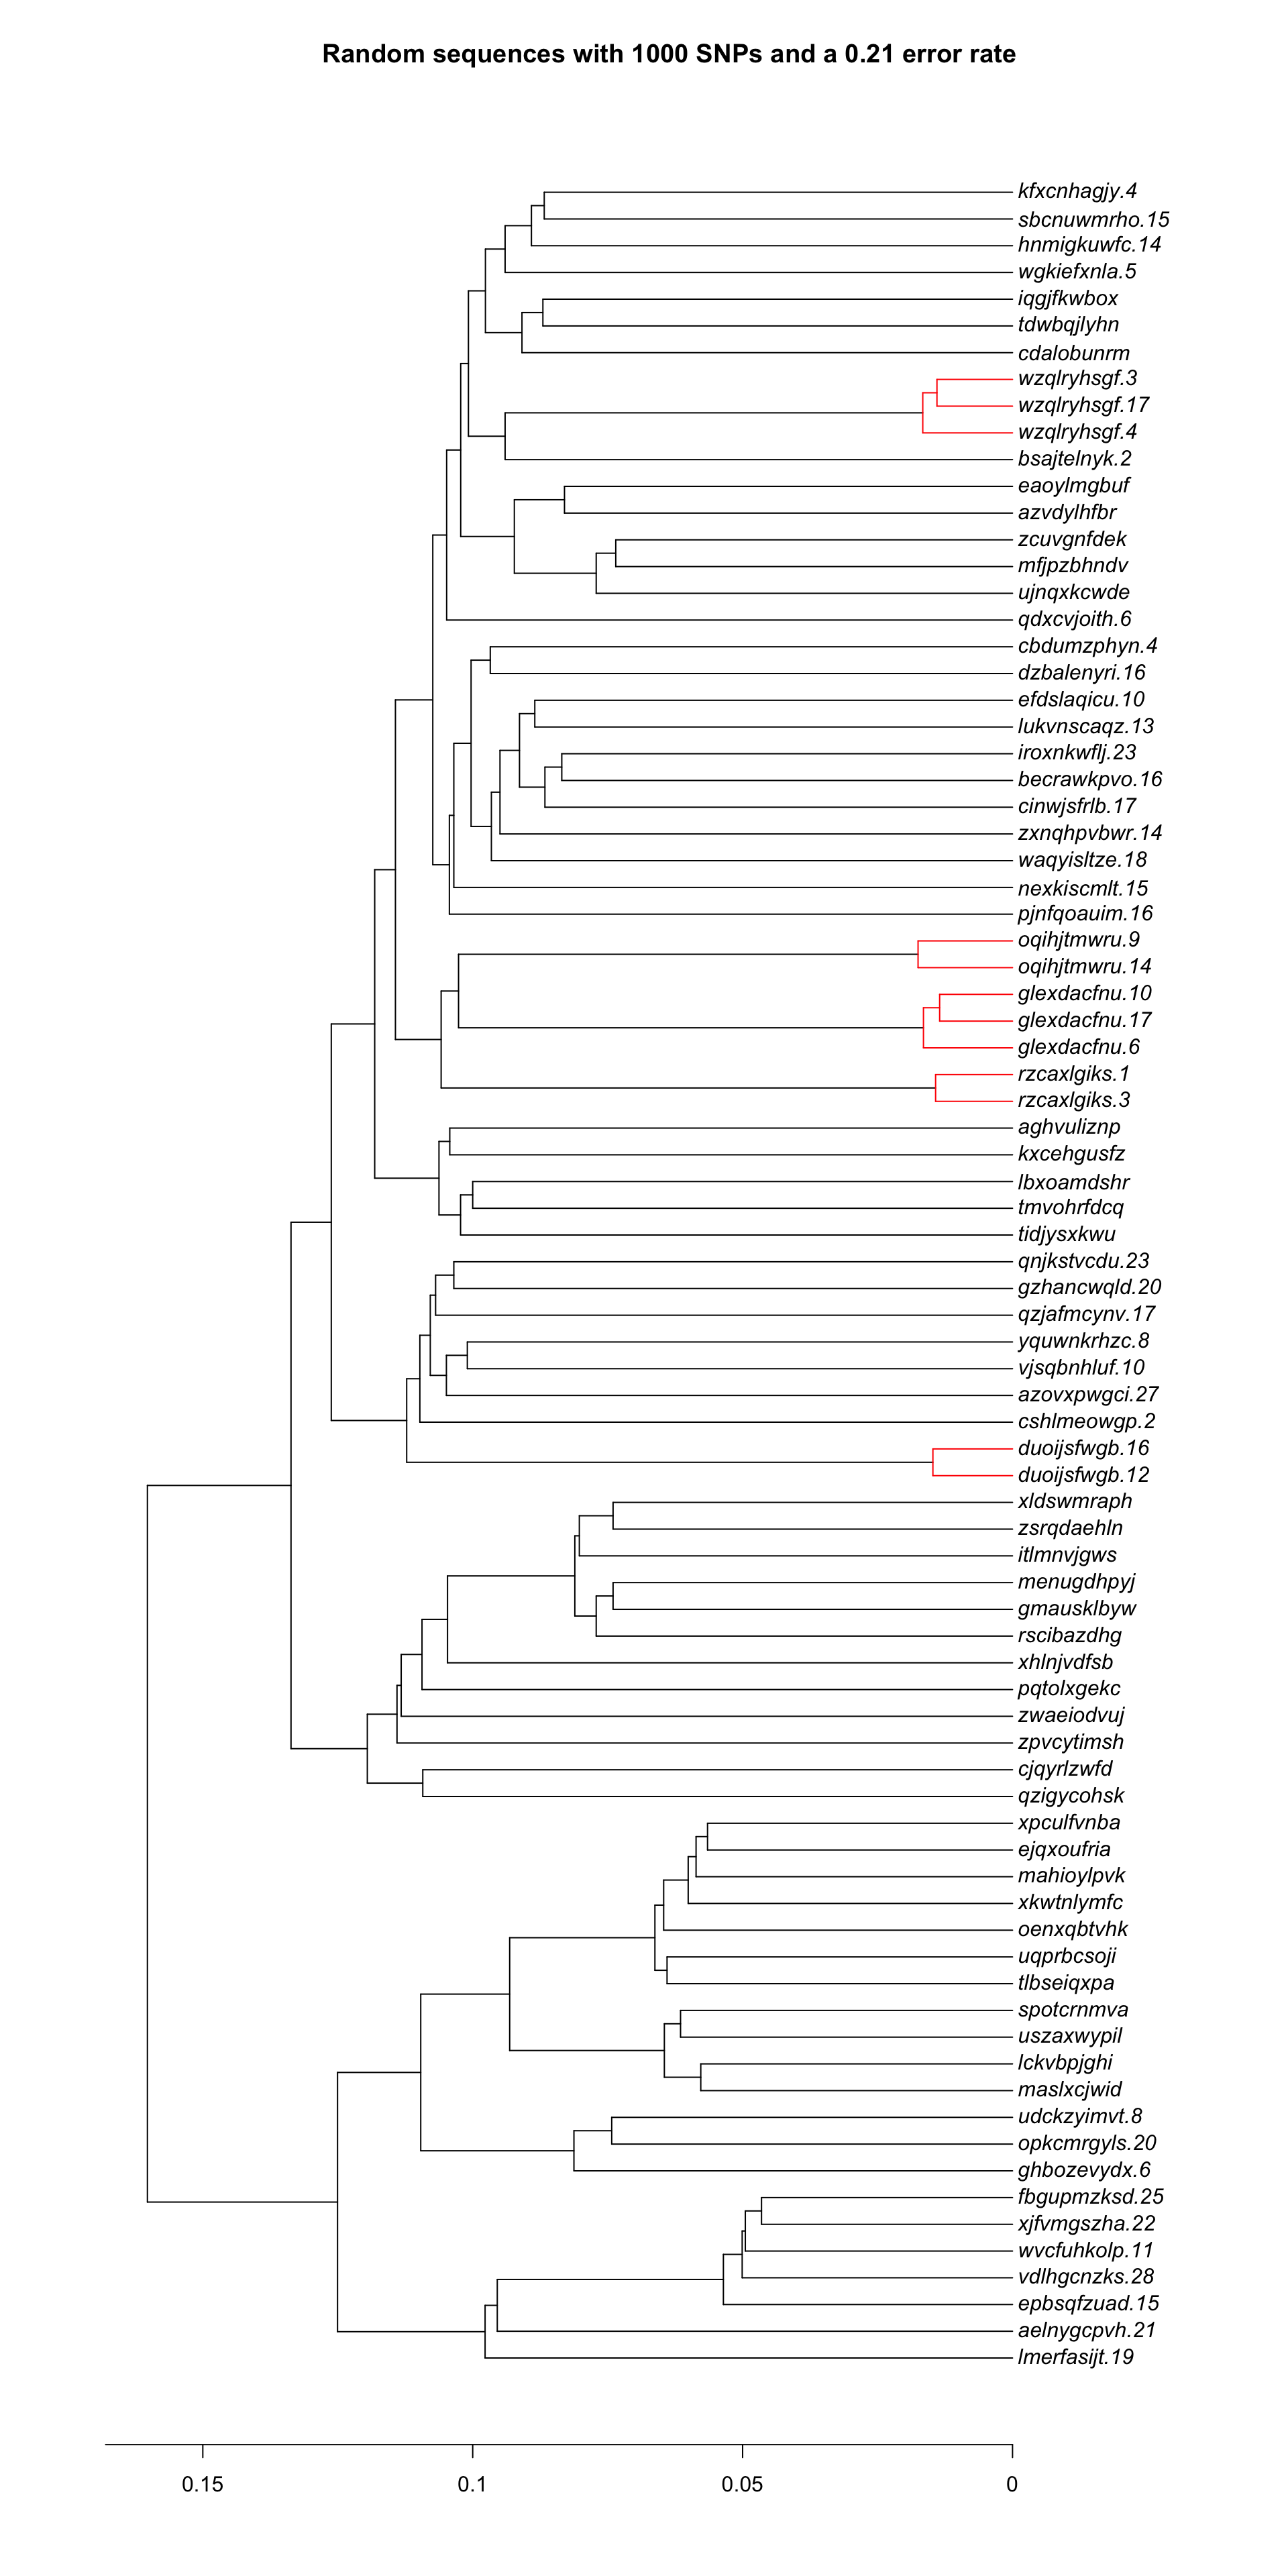 Random sequences with 1000 SNPs and a 0.21 error rate
kfxcnhagjy.4
sbcnuwmrho.15
hnmigkuwfc.14
wgkiefxnla.5
iqgjfkwbox
tdwbqjlyhn
cdalobunrm
wzqlryhsgf.3
wzqlryhsgf.17
wzqlryhsgf.4
bsajtelnyk.2
eaoylmgbuf
azvdylhfbr
zcuvgnfdek
mfjpzbhndv
ujnqxkcwde
qdxcvjoith.6
cbdumzphyn.4
dzbalenyri.16
efdslaqicu.10
lukvnscaqz.13
iroxnkwflj.23
becrawkpvo.16
cinwjsfrlb.17
zxnqhpvbwr.14
waqyisltze.18
nexkiscmlt.15
pjnfqoauim.16
oqihjtmwru.9
oqihjtmwru.14
glexdacfnu.10
glexdacfnu.17
glexdacfnu.6
rzcaxlgiks.1
rzcaxlgiks.3
aghvuliznp
kxcehgusfz
lbxoamdshr
tmvohrfdcq
tidjysxkwu
qnjkstvcdu.23
gzhancwqld.20
qzjafmcynv.17
yquwnkrhzc.8
vjsqbnhluf.10
azovxpwgci.27
cshlmeowgp.2
duoijsfwgb.16
duoijsfwgb.12
xldswmraph
zsrqdaehln
itlmnvjgws
menugdhpyj
gmausklbyw
rscibazdhg
xhlnjvdfsb
pqtolxgekc
zwaeiodvuj
zpvcytimsh
cjqyrlzwfd
qzigycohsk
xpculfvnba
ejqxoufria
mahioylpvk
xkwtnlymfc
oenxqbtvhk
uqprbcsoji
tlbseiqxpa
spotcrnmva
uszaxwypil
lckvbpjghi
maslxcjwid
udckzyimvt.8
opkcmrgyls.20
ghbozevydx.6
fbgupmzksd.25
xjfvmgszha.22
wvcfuhkolp.11
vdlhgcnzks.28
epbsqfzuad.15
aelnygcpvh.21
lmerfasijt.19
0.15 0.1 0.05 0